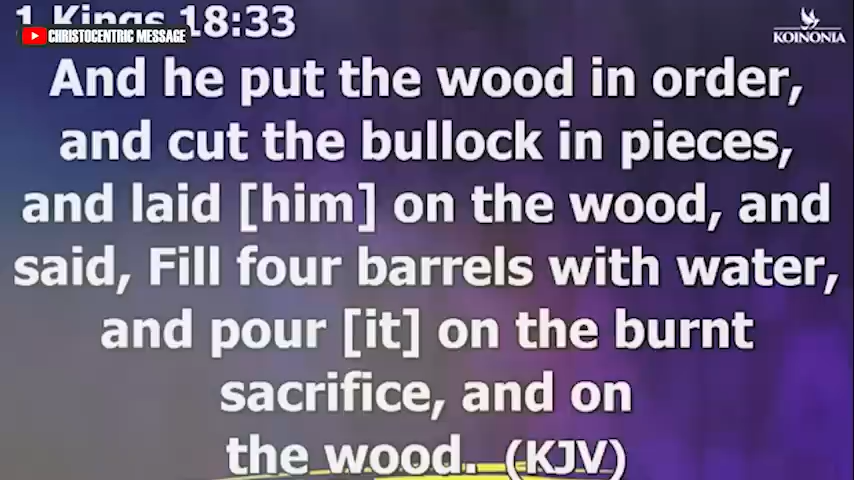 1 Kings 18:33
CHRISTOCENTRIC MESSAGE
KOINONIA
And he put the wood in order,
and cut the bullock in pieces,
and laid [him] on the wood, and
said, Fill four barrels with water,
and pour [it] on the burnt
sacrifice, and on
the wood. (KJV)